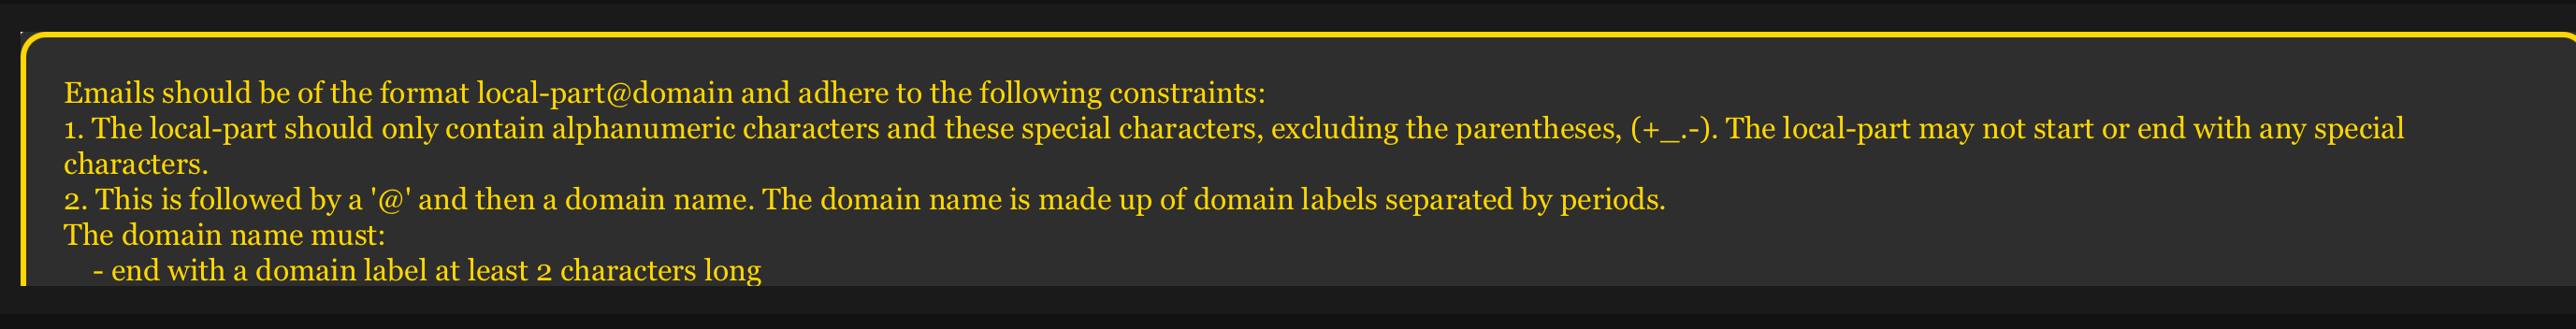 Emails should be of the format local-part@domain and adhere to the following constraints:
1. The local-part should only contain alphanumeric characters and these special characters, excluding the parentheses, (+_.-). The local-part may not start or end with any special
characters.
2. This is followed by a '@' and then a domain name. The domain name is made up of domain labels separated by periods.
The domain name must:
- end with a domain label at least 2 characters long